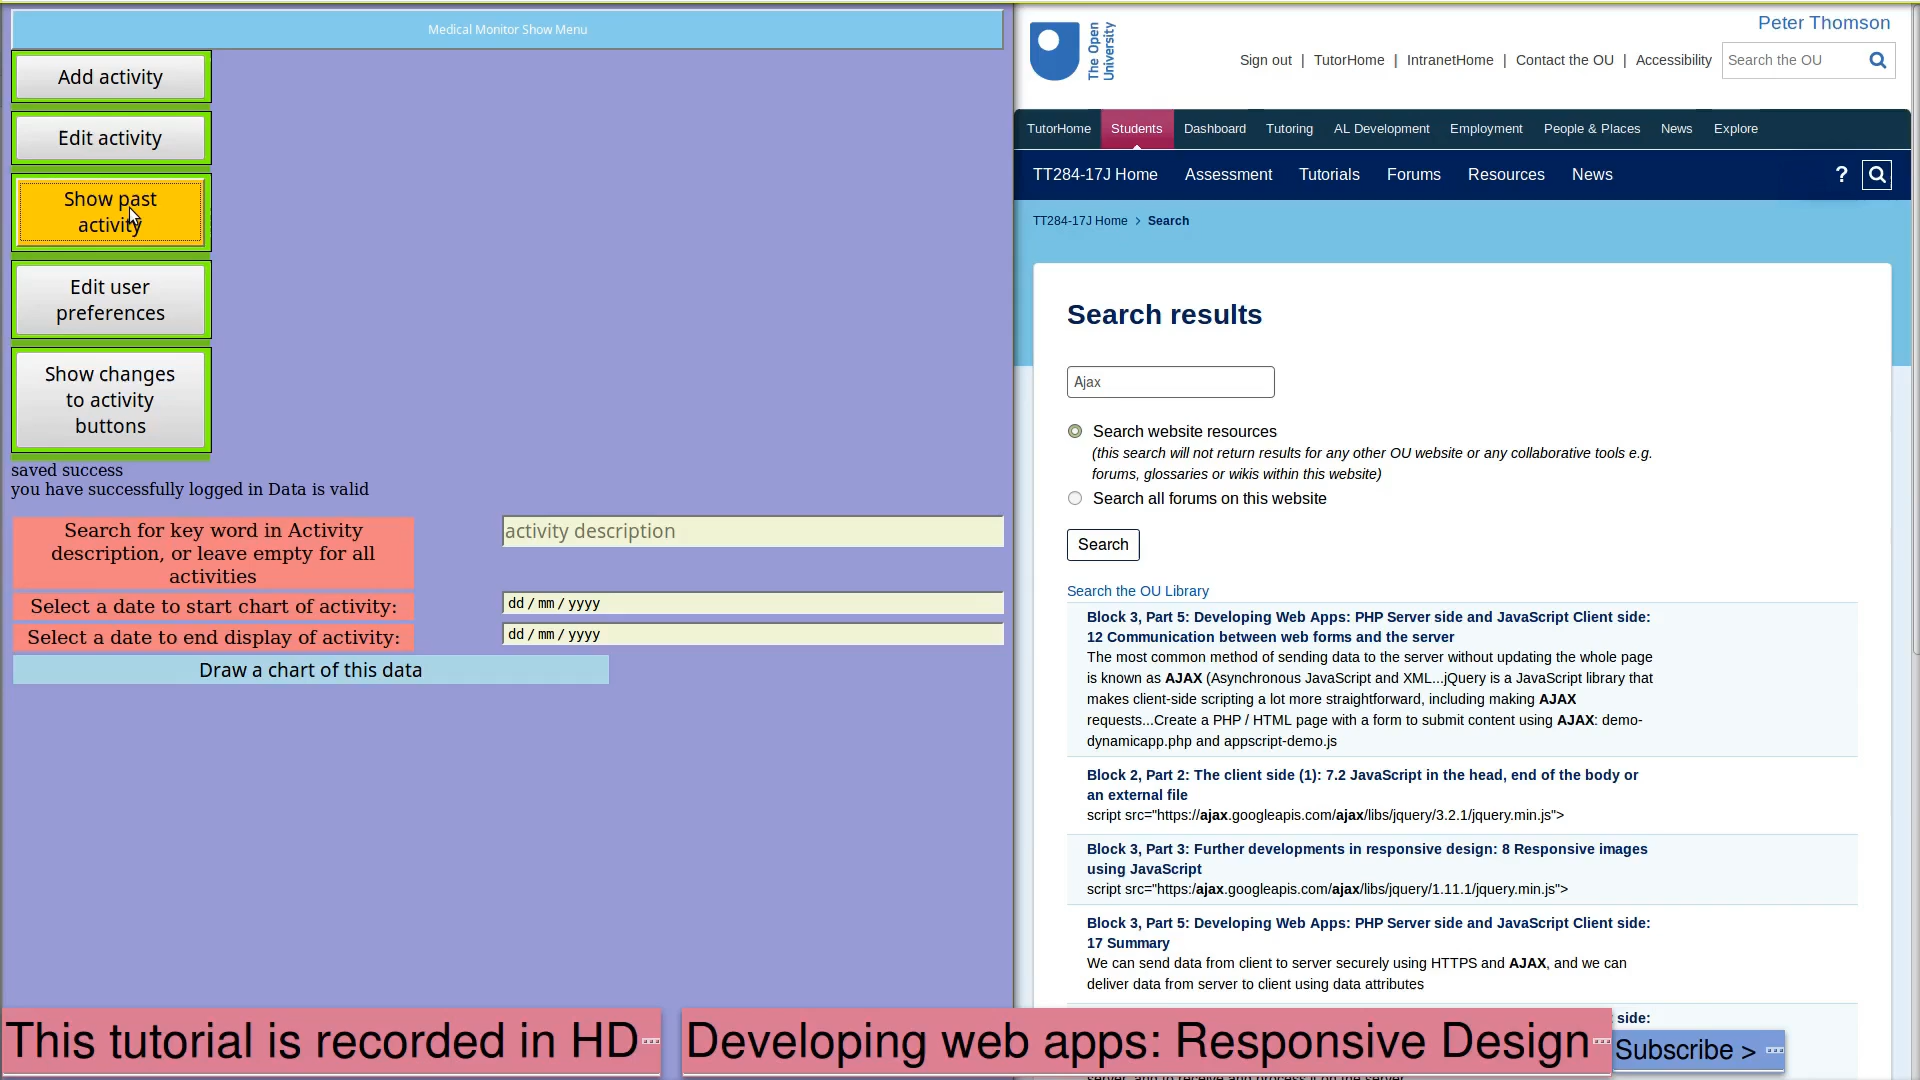 Medical Monitor Show Menu
Add activity
Edit activity
Show past
activity
Edit user
preferences
Show changes
to activity
buttons
saved success
you have successfully logged in Data is valid
Search for key word in Activity
description, or leave empty for all
activities
activity description
Select a date to start chart of activity:
dd / mm / yyyy
Select a date to end display of activity:
dd / mm / yyyy
Draw a chart of this data
The Open
University
Peter Thomson
Sign out | TutorHome | IntranetHome | Contact the OU | Accessibility
Search the OU
TutorHome Students Dashboard Tutoring AL Development Employment People & Places News Explore
TT284-17J Home Assessment Tutorials Forums Resources News ?
TT284-17J Home > Search
Search results
Ajax
Search website resources
(this search will not return results for any other OU website or any collaborative tools e.g.
forums, glossaries or wikis within this website)
Search all forums on this website
Search
Search the OU Library
Block 3, Part 5: Developing Web Apps: PHP Server side and JavaScript Client side:
12 Communication between web forms and the server
The most common method of sending data to the server without updating the whole page
is known as AJAX (Asynchronous JavaScript and XML...jQuery is a JavaScript library that
makes client-side scripting a lot more straightforward, including making AJAX
requests...Create a PHP / HTML page with a form to submit content using AJAX: demo-
dynamicapp.php and appscript-demo.js
Block 2, Part 2: The client side (1): 7.2 JavaScript in the head, end of the body or
an external file
script src="https://ajax.googleapis.com/ajax/libs/jquery/3.2.1/jquery.min.js">
Block 3, Part 3: Further developments in responsive design: 8 Responsive images
using JavaScript
script src="https:/ajax.googleapis.com/ajax/libs/jquery/1.11.1/jquery.min.js">
Block 3, Part 5: Developing Web Apps: PHP Server side and JavaScript Client side:
17 Summary
We can send data from client to server securely using HTTPS and AJAX, and we can
deliver data from server to client using data attributes
side:
This tutorial is recorded in HD
Developing web apps: Responsive Design
Subscribe >